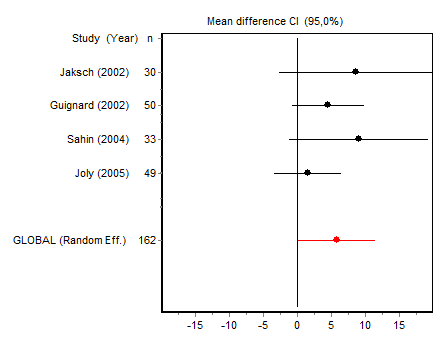 Mean difference CI (95,0%)
Study (Year) n
Jaksch (2002) 30
Guignard (2002) 50
Sahin (2004) 33
Joly (2005) 49
GLOBAL (Random Eff.) 162
-15 -10 -5 0 5 10 15